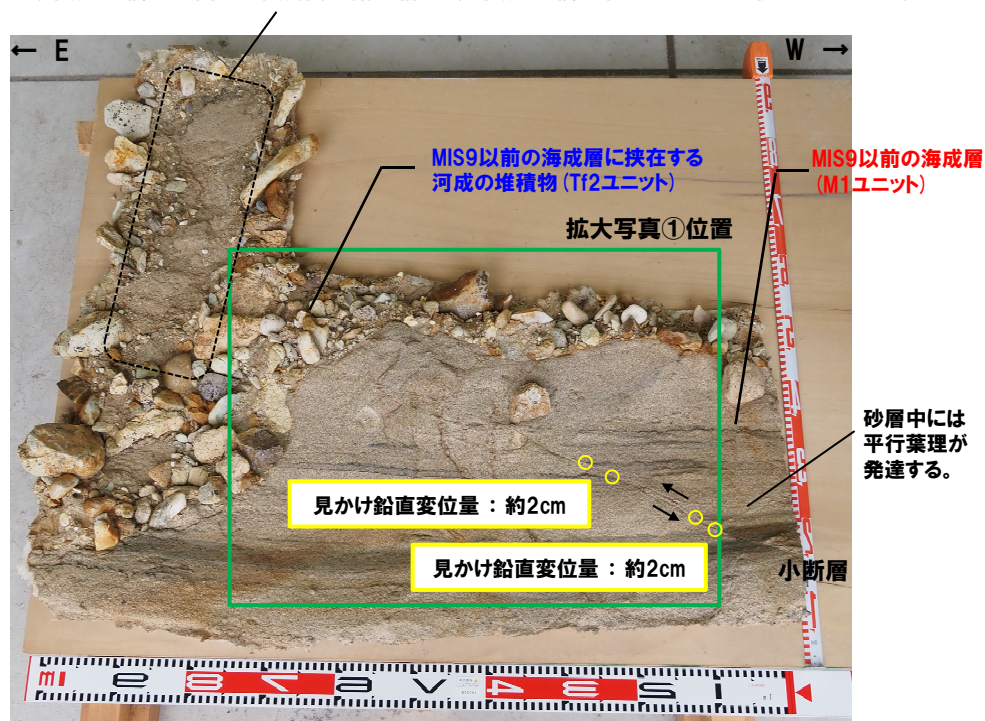 ← E
W →
MIS9以前の海成層に挟在する
河成の堆積物(Tf2ユニット)
MIS9以前の海成層
(M1ユニット)
拡大写真①位置
砂層中には
平行葉理が
発達する。
見かけ鉛直変位量：約2cm
見かけ鉛直変位量：約2cm
小断層